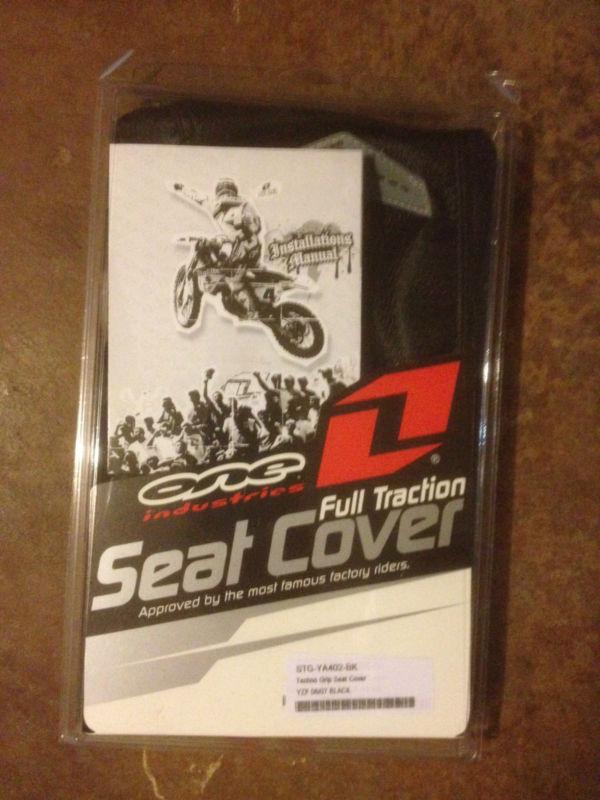 Installations
Manual
one
industries
®
Full Traction
Seat Cover
Approved by the most famous factory riders.
STG-YA402-BK
Techno Grip Seat Cover
YZF 06/07 BLACK